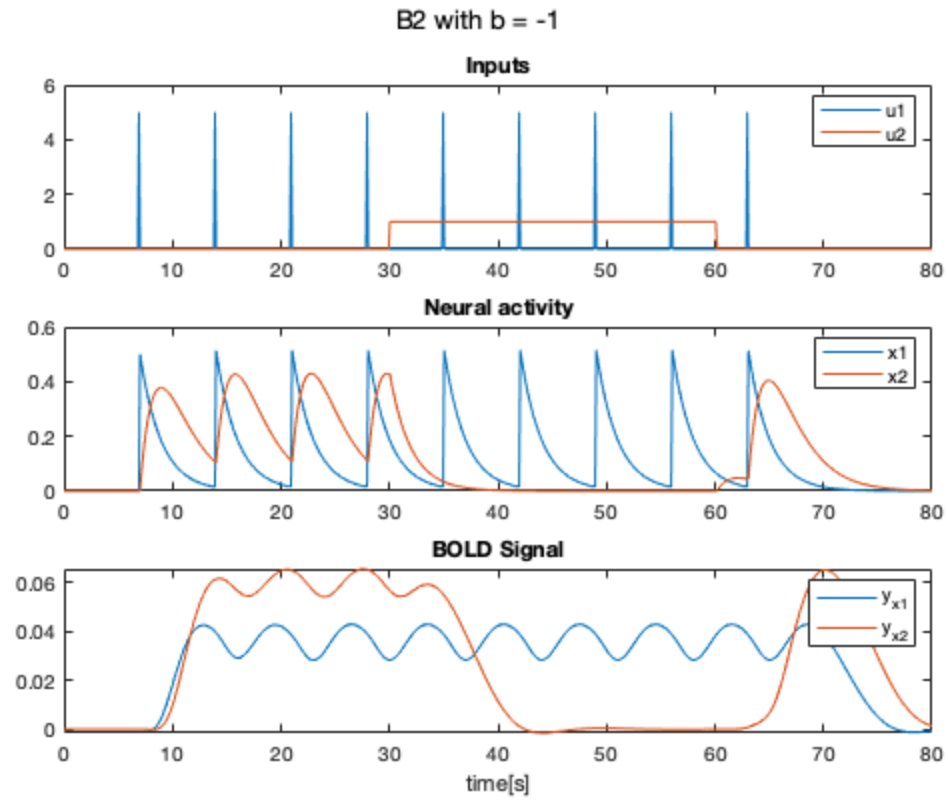 B2 with b = -1
Inputs
6
4
2
0
u1
u2
0 10 20 30 40 50 60 70 80
Neural activity
0.6
0.4
0.2
0
x1
x2
0 10 20 30 40 50 60 70 80
BOLD Signal
0.06
0.04
0.02
0
y_x1
y_x2
0 10 20 30 40 50 60 70 80
time[s]